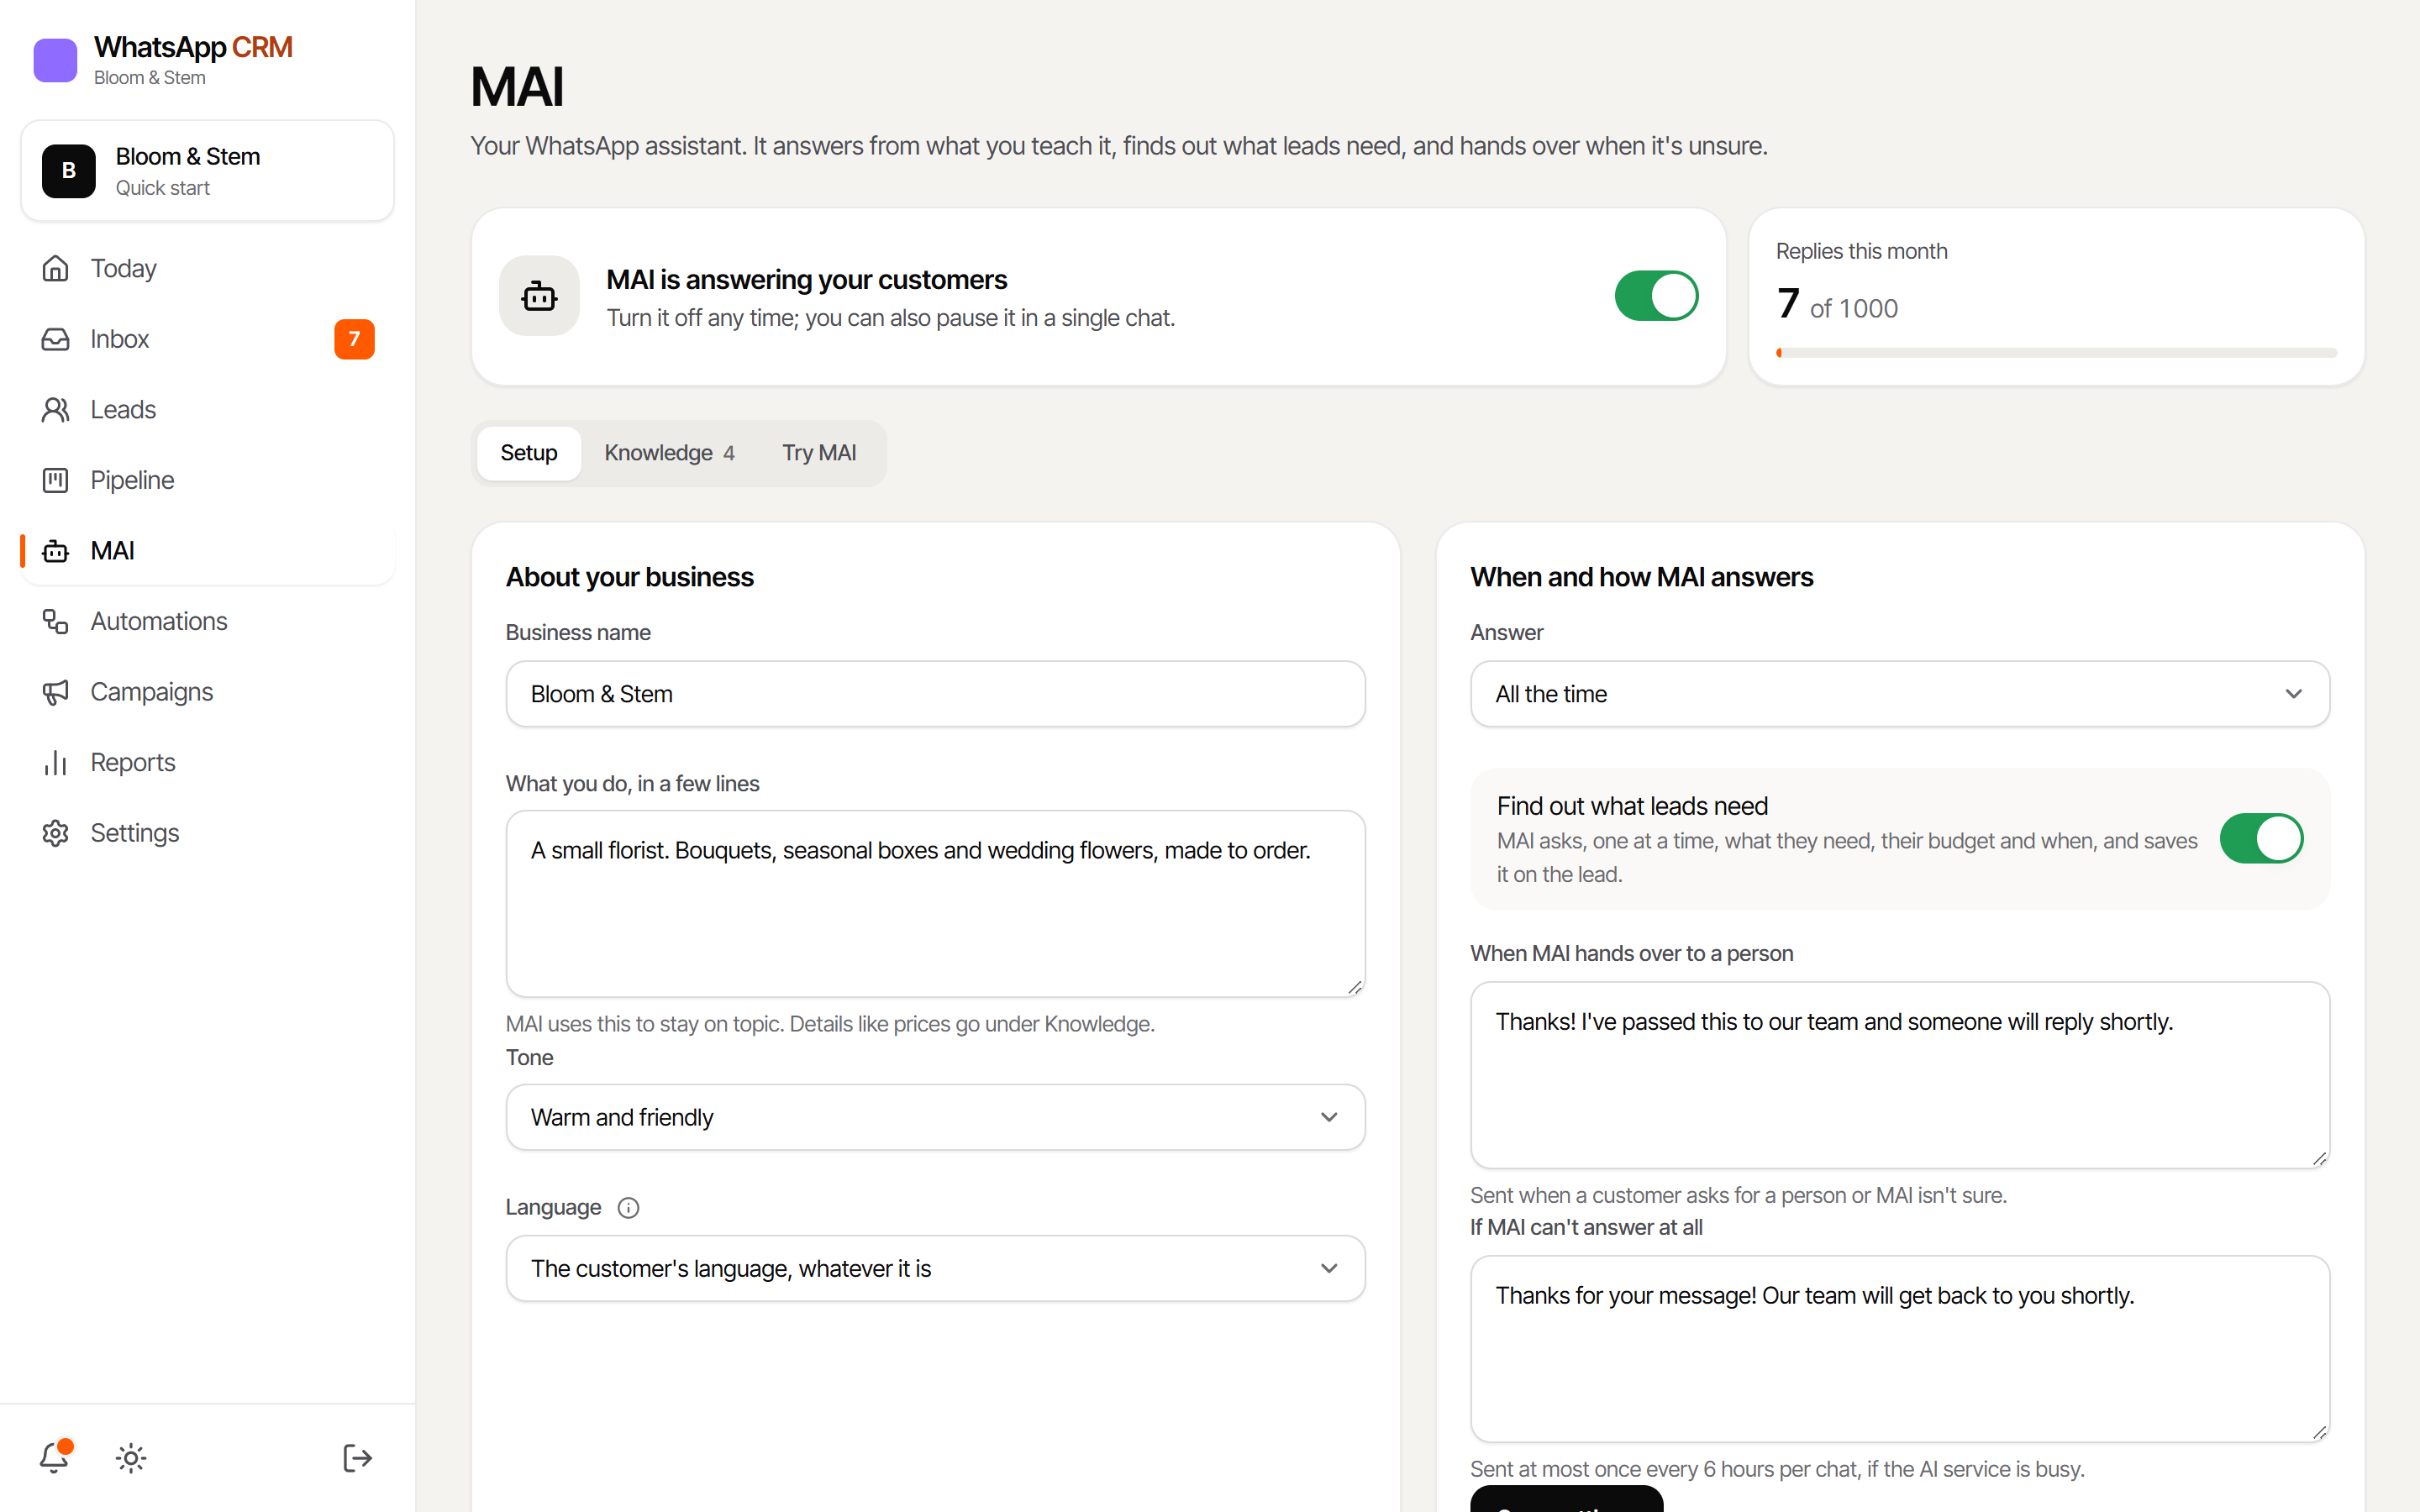 WhatsApp CRM
Bloom & Stem
B
Bloom & Stem
Quick start
Today
Inbox
7
Leads
Pipeline
MAI
Automations
Campaigns
Reports
Settings
MAI
Your WhatsApp assistant. It answers from what you teach it, finds out what leads need, and hands over when it's unsure.
MAI is answering your customers
Turn it off any time; you can also pause it in a single chat.
Replies this month
7 of 1000
Setup
Knowledge 4
Try MAI
About your business
Business name
Bloom & Stem
What you do, in a few lines
A small florist. Bouquets, seasonal boxes and wedding flowers, made to order.
MAI uses this to stay on topic. Details like prices go under Knowledge.
Tone
Warm and friendly
Language
The customer's language, whatever it is
When and how MAI answers
Answer
All the time
Find out what leads need
MAI asks, one at a time, what they need, their budget and when, and saves
it on the lead.
When MAI hands over to a person
Thanks! I've passed this to our team and someone will reply shortly.
Sent when a customer asks for a person or MAI isn't sure.
If MAI can't answer at all
Thanks for your message! Our team will get back to you shortly.
Sent at most once every 6 hours per chat, if the AI service is busy.